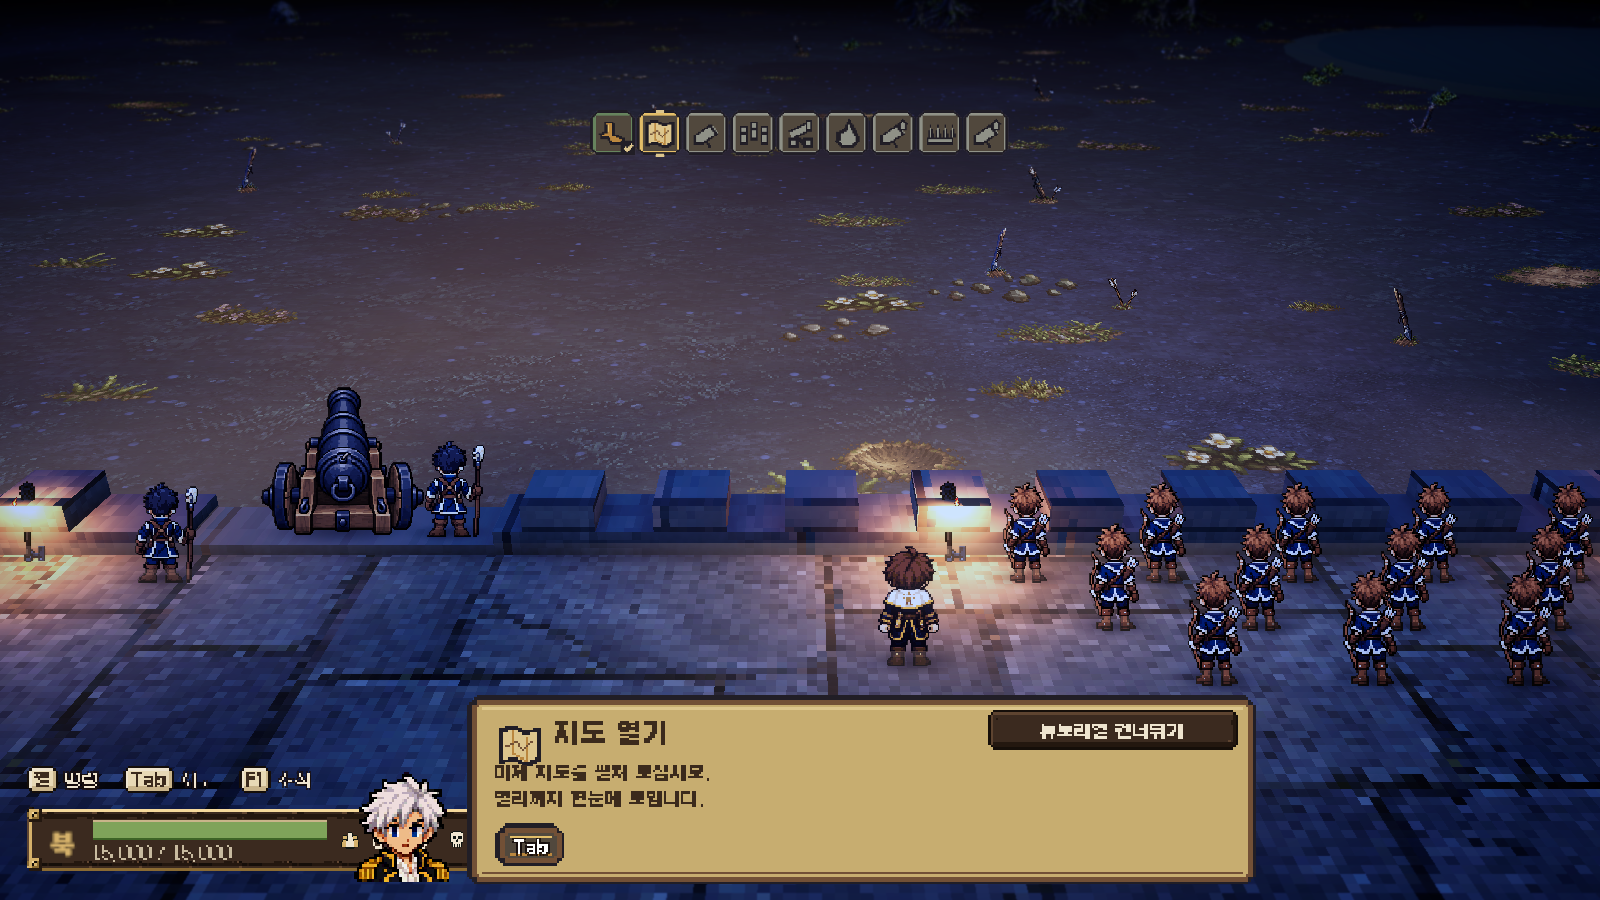 지도 열기
튜토리얼 건너뛰기
이제 지도를 펼쳐 보십시오.
멀리까지 한눈에 보입니다.
Tab
Tab
F1
북
15,000 / 15,000